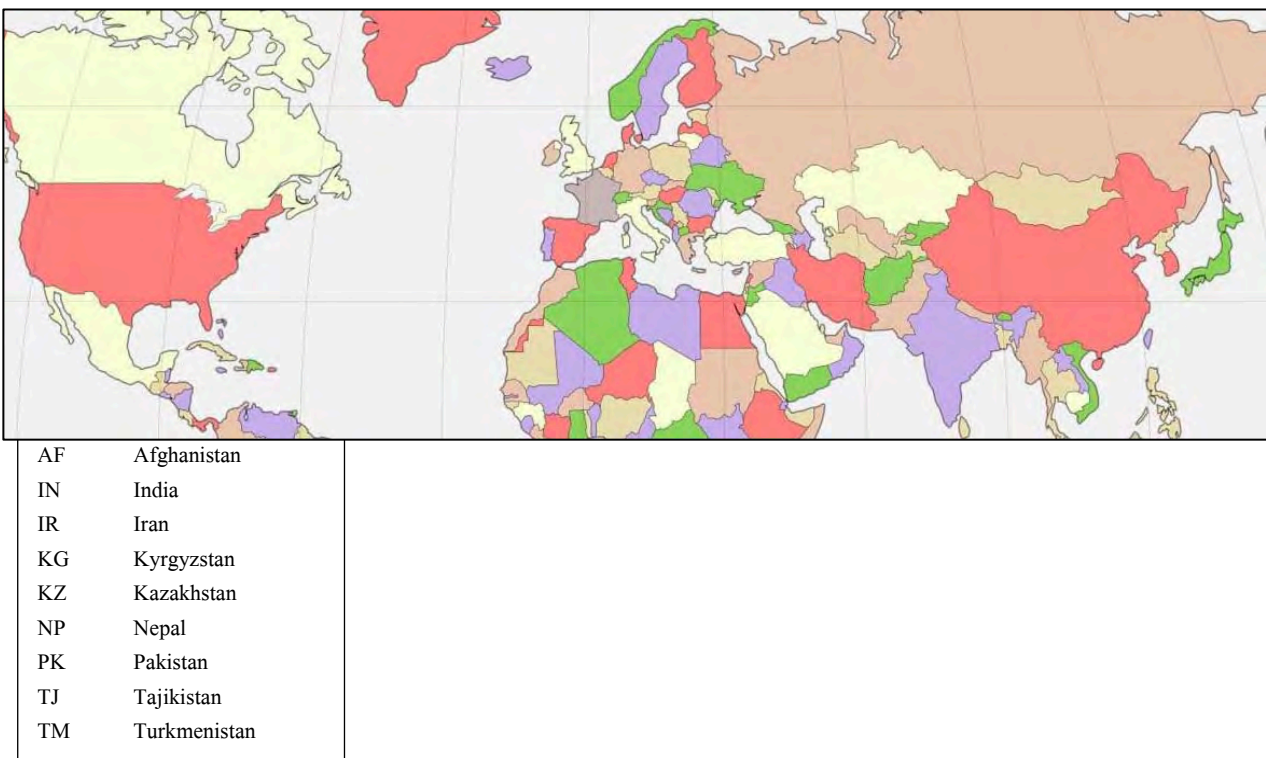 AF Afghanistan
IN India
IR Iran
KG Kyrgyzstan
KZ Kazakhstan
NP Nepal
PK Pakistan
TJ Tajikistan
TM Turkmenistan